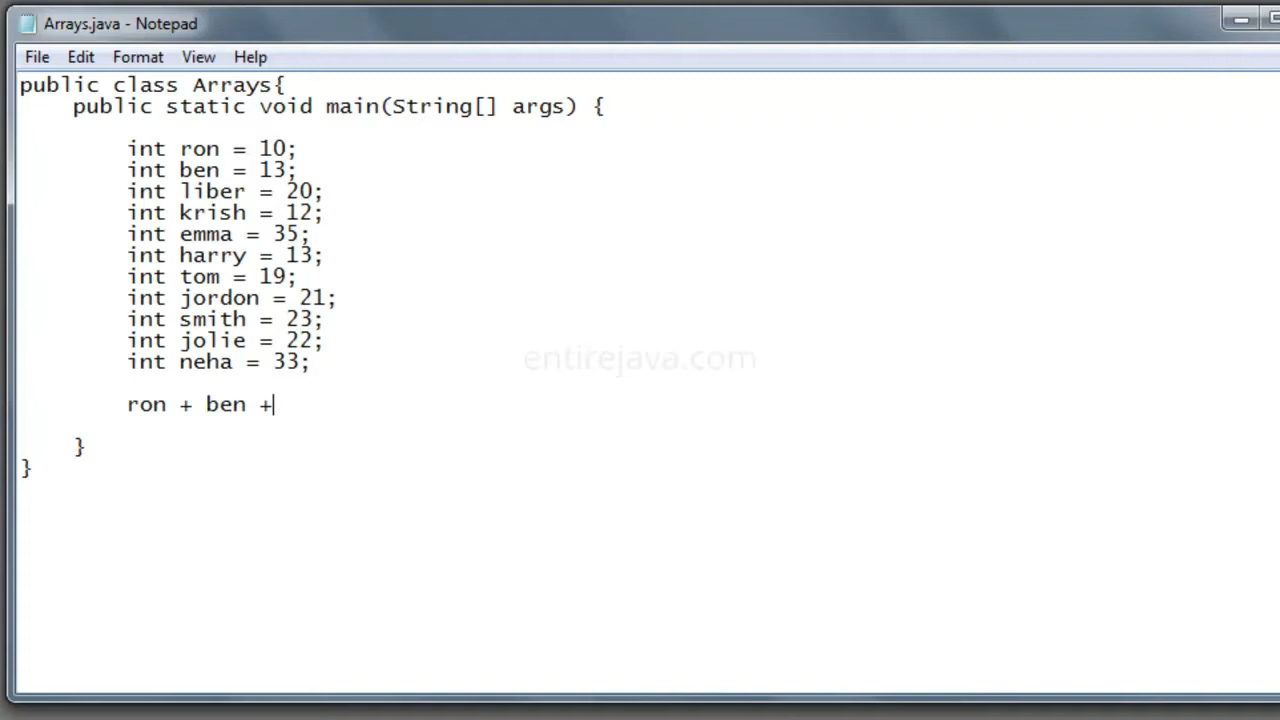 Arrays.java - Notepad
File Edit Format View Help
public class Arrays{
public static void main(String[] args) {
int ron = 10;
int ben = 13;
int liber = 20;
int krish = 12;
int emma = 35;
int harry = 13;
int tom = 19;
int jordon = 21;
int smith = 23;
int jolie = 22;
int neha = 33;
entirejava.com
ron + ben +
}
}